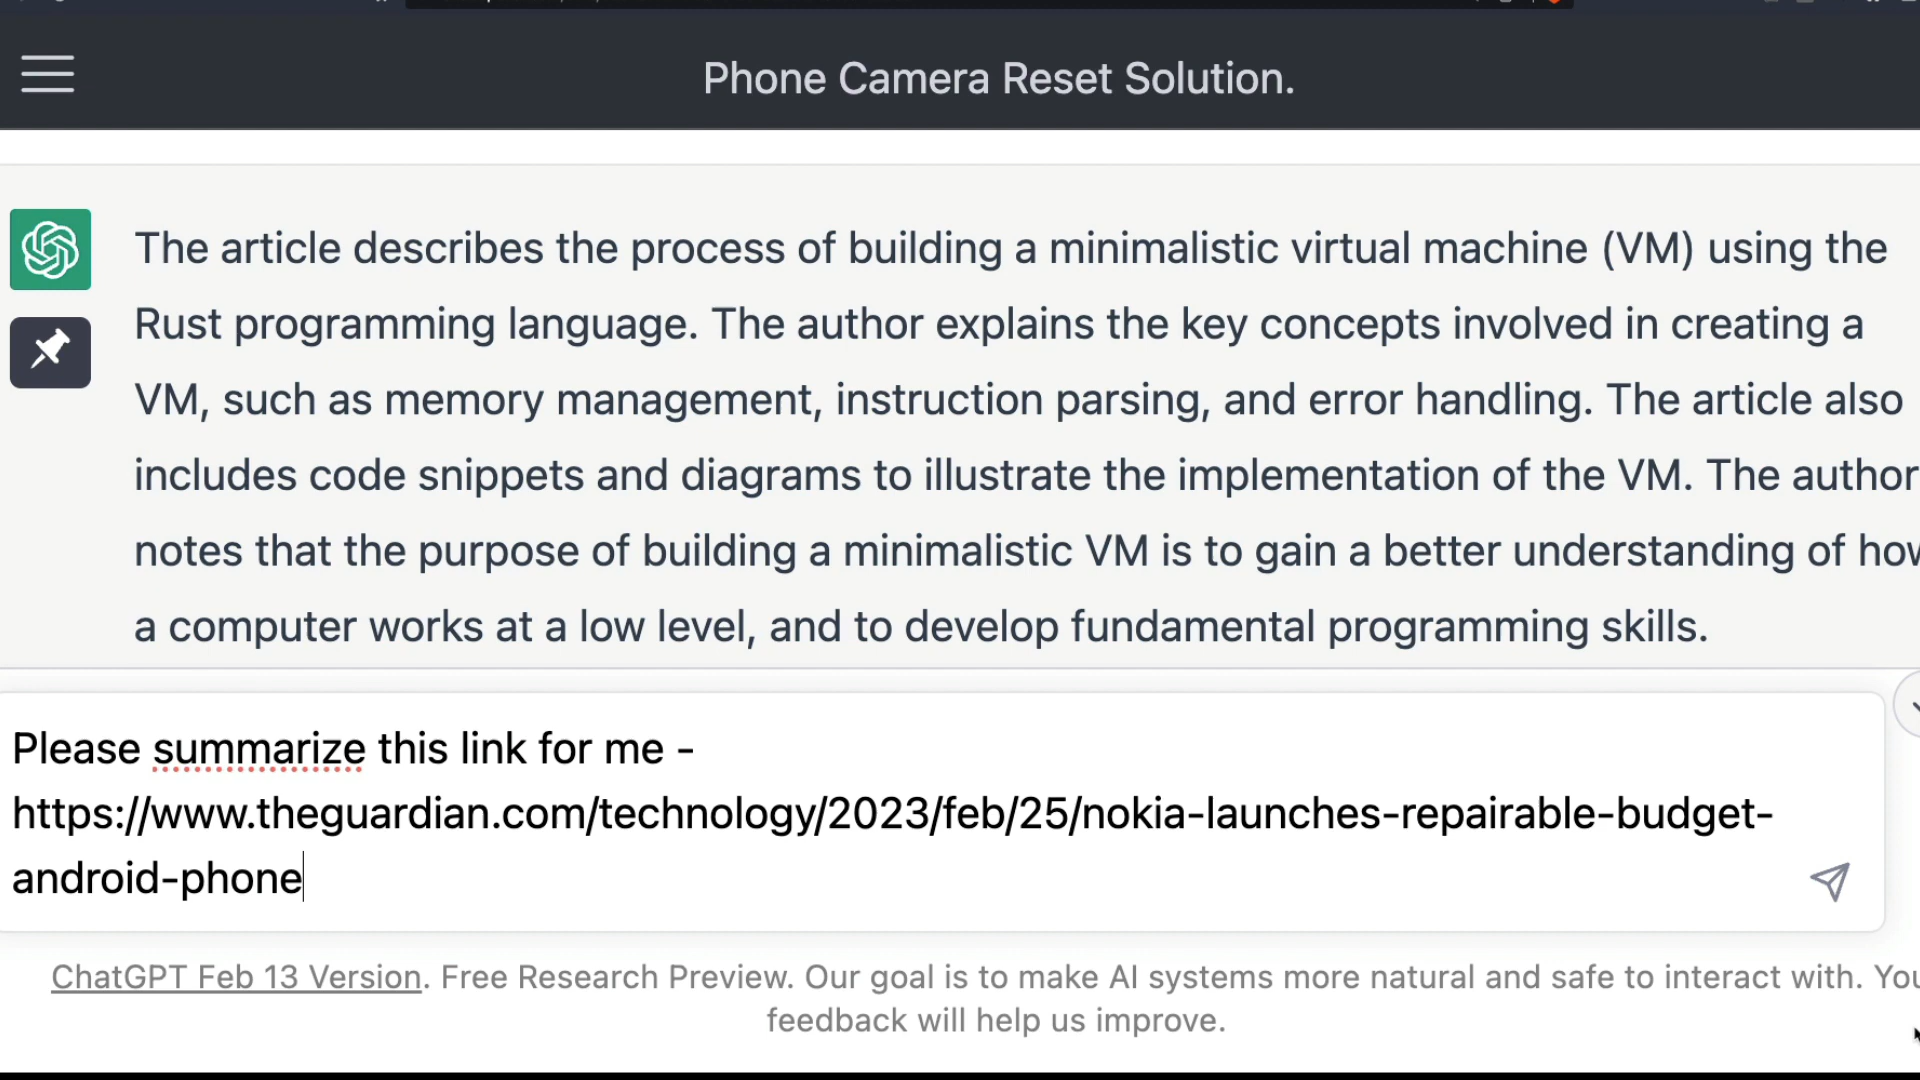 Phone Camera Reset Solution.
The article describes the process of building a minimalistic virtual machine (VM) using the
Rust programming language. The author explains the key concepts involved in creating a
VM, such as memory management, instruction parsing, and error handling. The article also
includes code snippets and diagrams to illustrate the implementation of the VM. The author
notes that the purpose of building a minimalistic VM is to gain a better understanding of how
a computer works at a low level, and to develop fundamental programming skills.
Please summarize this link for me -
https://www.theguardian.com/technology/2023/feb/25/nokia-launches-repairable-budget-
android-phone
ChatGPT Feb 13 Version. Free Research Preview. Our goal is to make AI systems more natural and safe to interact with. You
feedback will help us improve.